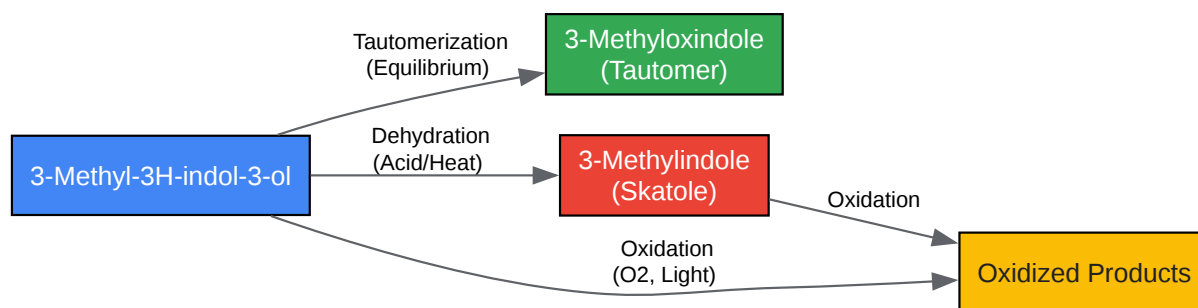 Tautomerization
(Equilibrium)
3-Methyloxindole
(Tautomer)
3-Methyl-3H-indol-3-ol
Dehydration
(Acid/Heat)
3-Methylindole
(Skatole)
Oxidation
Oxidation
(O2, Light)
Oxidized Products